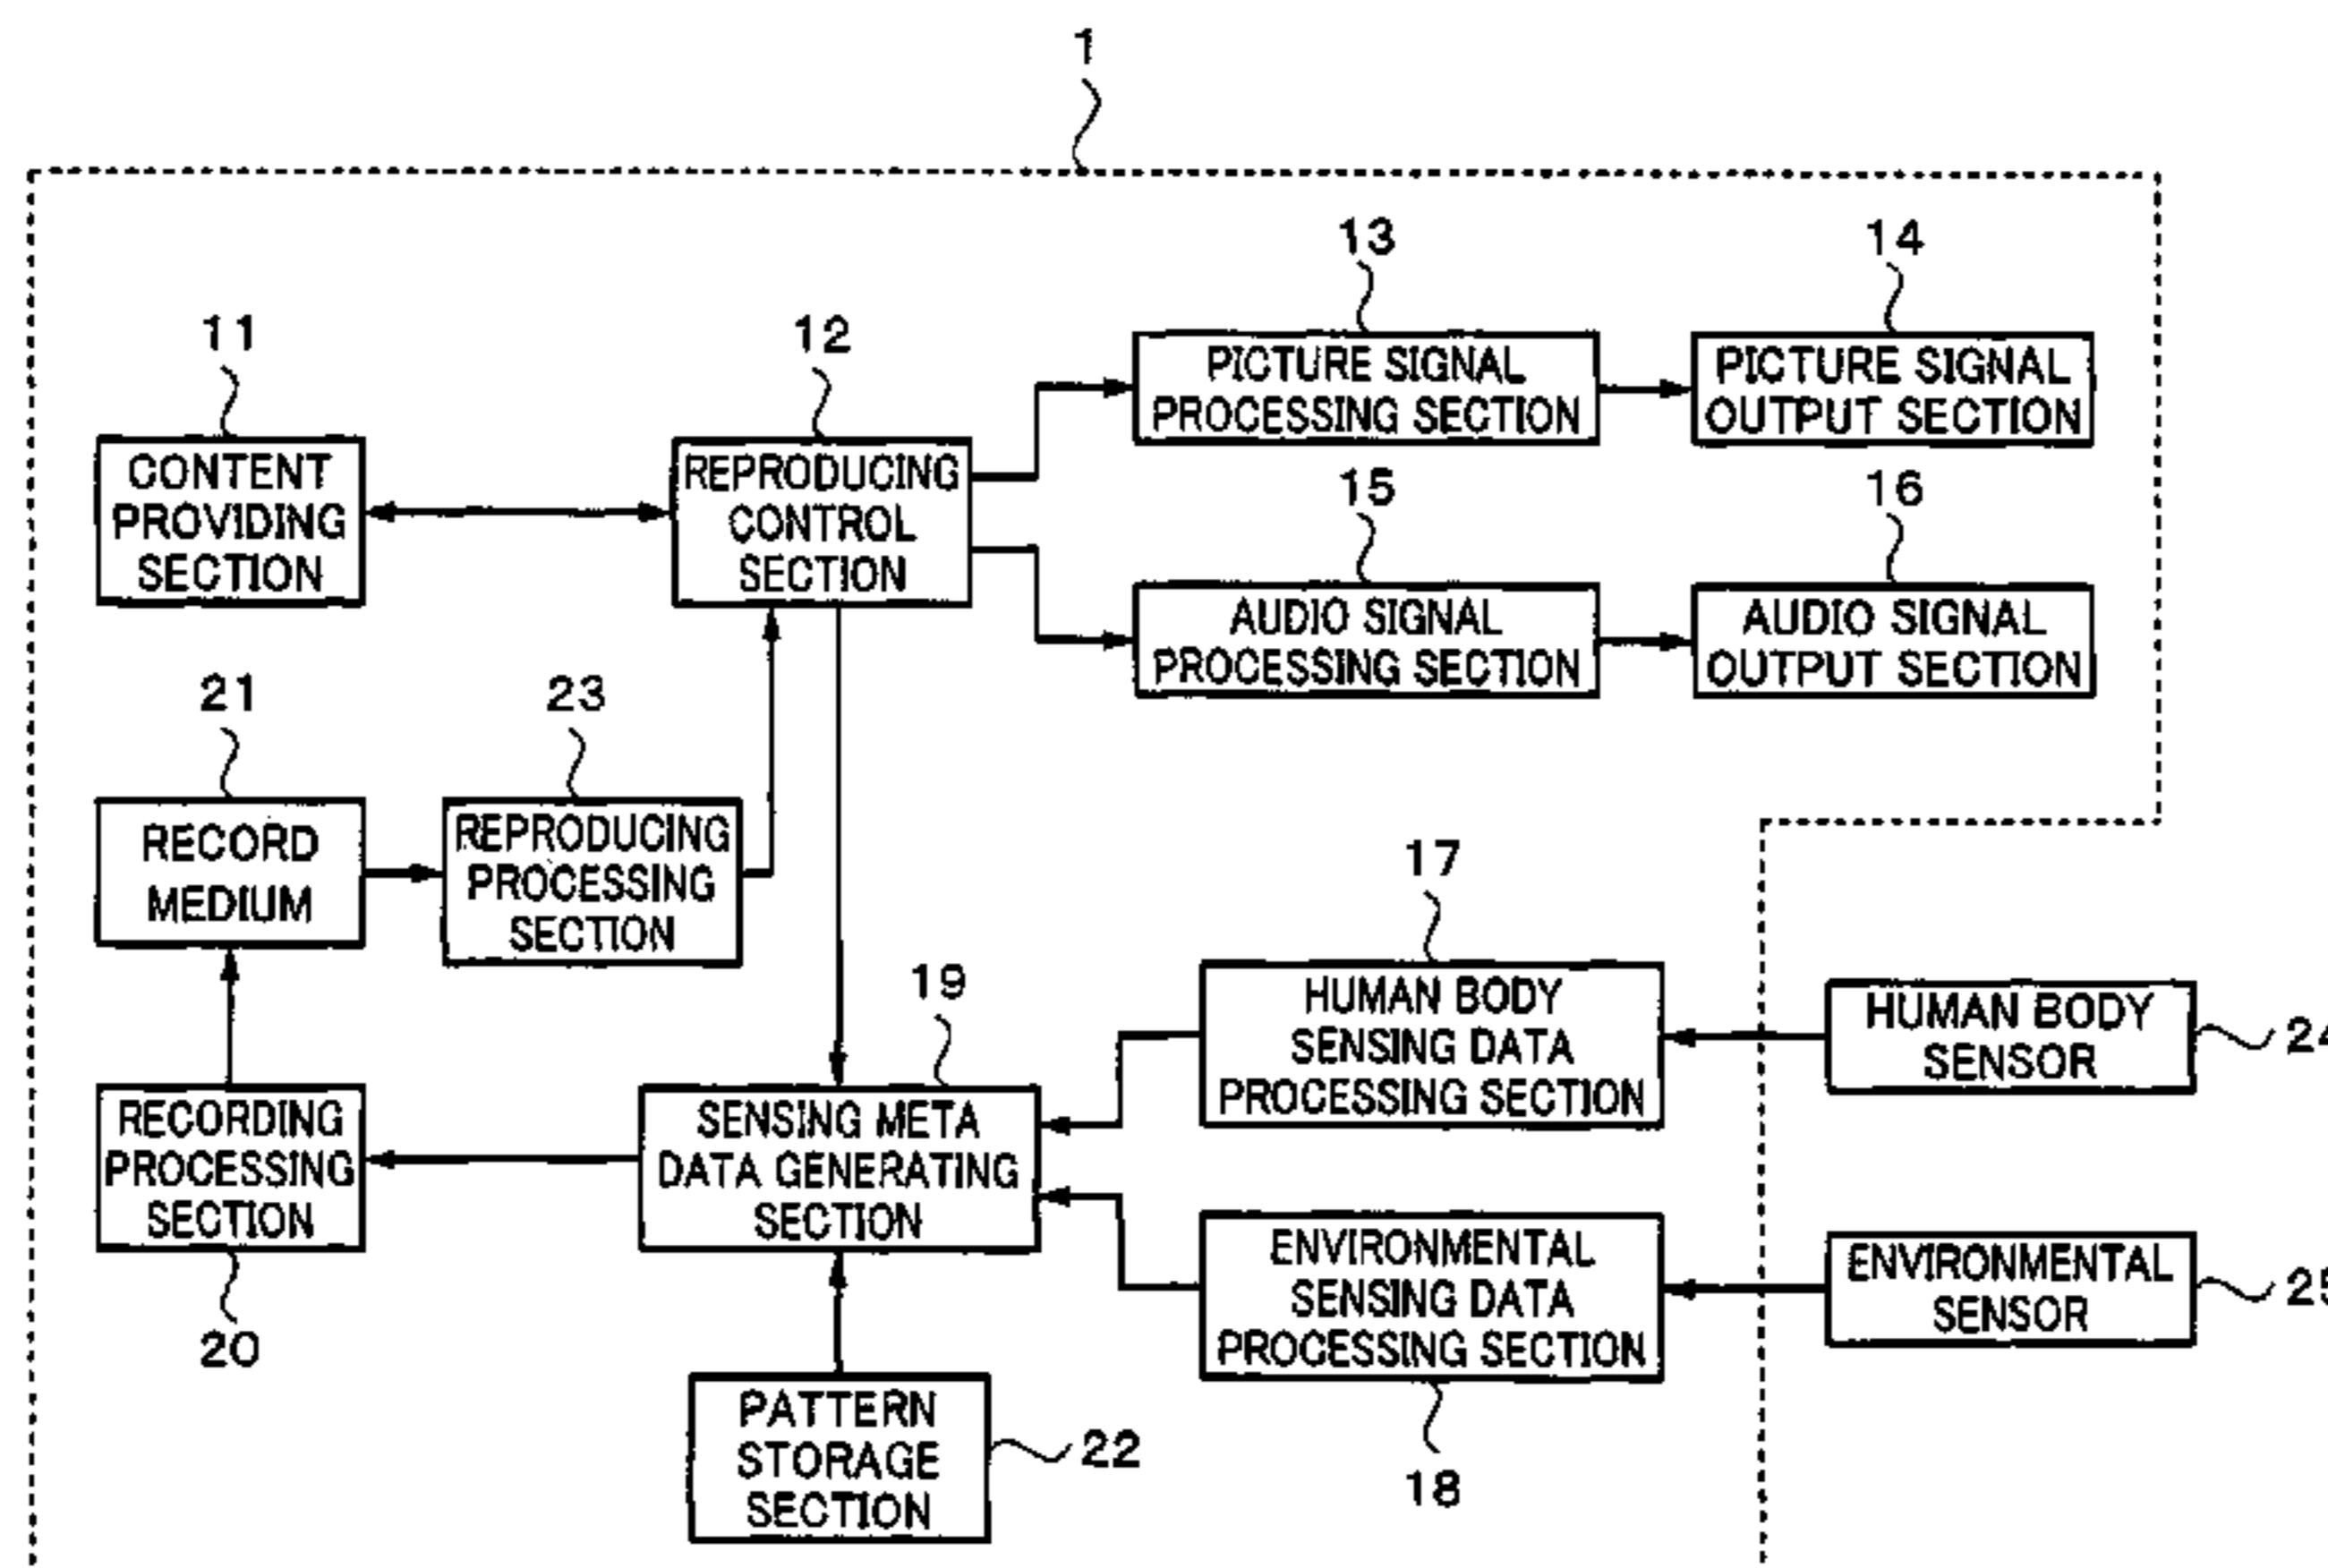 1
13
14
PICTURE SIGNAL
PROCESSING SECTION
PICTURE SIGNAL
OUTPUT SECTION
11
12
CONTENT
PROVIDING
SECTION
REPRODUCING
CONTROL
SECTION
15
16
AUDIO SIGNAL
PROCESSING SECTION
AUDIO SIGNAL
OUTPUT SECTION
21
23
RECORD
MEDIUM
REPRODUCING
PROCESSING
SECTION
17
HUMAN BODY
SENSING DATA
PROCESSING SECTION
HUMAN BODY
SENSOR
24
19
RECORDING
PROCESSING
SECTION
20
SENSING META
DATA GENERATING
SECTION
ENVIRONMENTAL
SENSING DATA
PROCESSING SECTION
18
ENVIRONMENTAL
SENSOR
25
PATTERN
STORAGE
SECTION
22